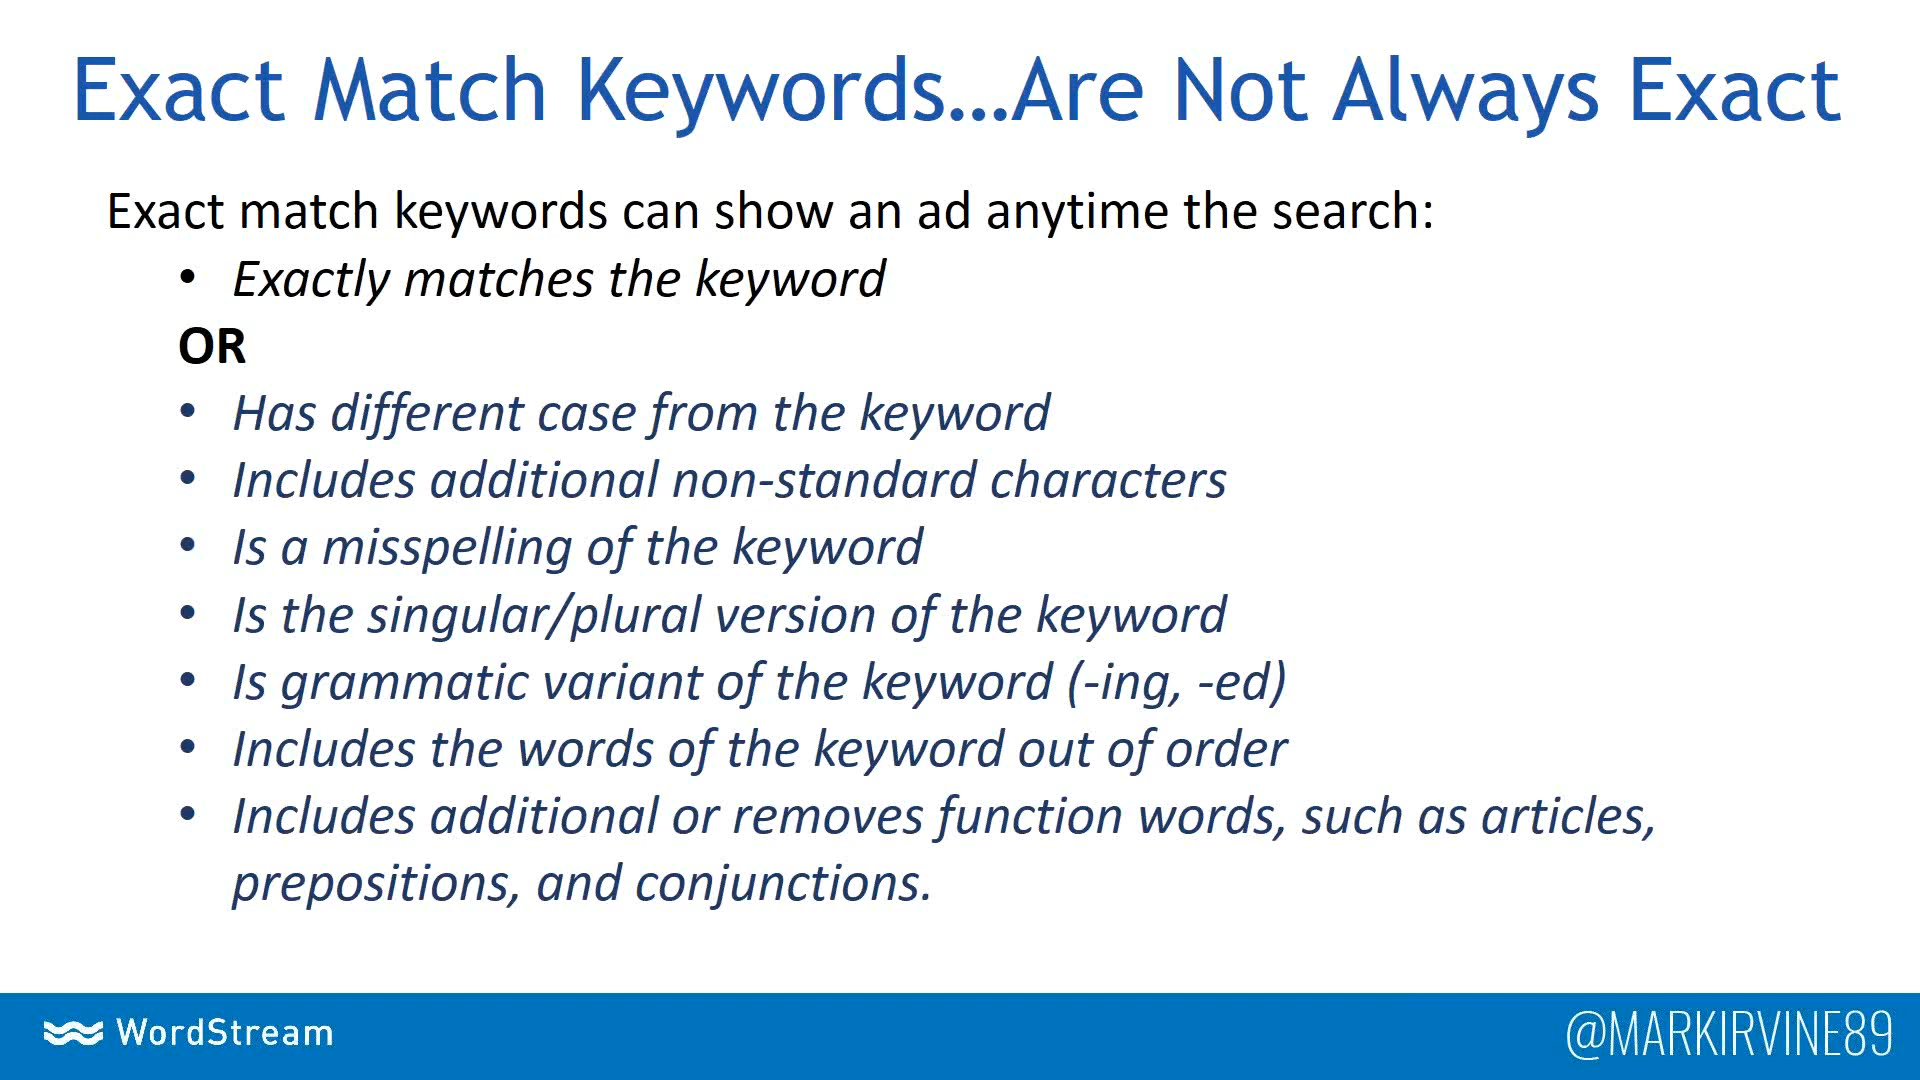 Exact Match Keywords...Are Not Always Exact
Exact match keywords can show an ad anytime the search:
• Exactly matches the keyword
OR
• Has different case from the keyword
• Includes additional non-standard characters
• Is a misspelling of the keyword
• Is the singular/plural version of the keyword
• Is grammatic variant of the keyword (-ing, -ed)
• Includes the words of the keyword out of order
• Includes additional or removes function words, such as articles,
prepositions, and conjunctions.
WordStream
@MARKIRVINE89